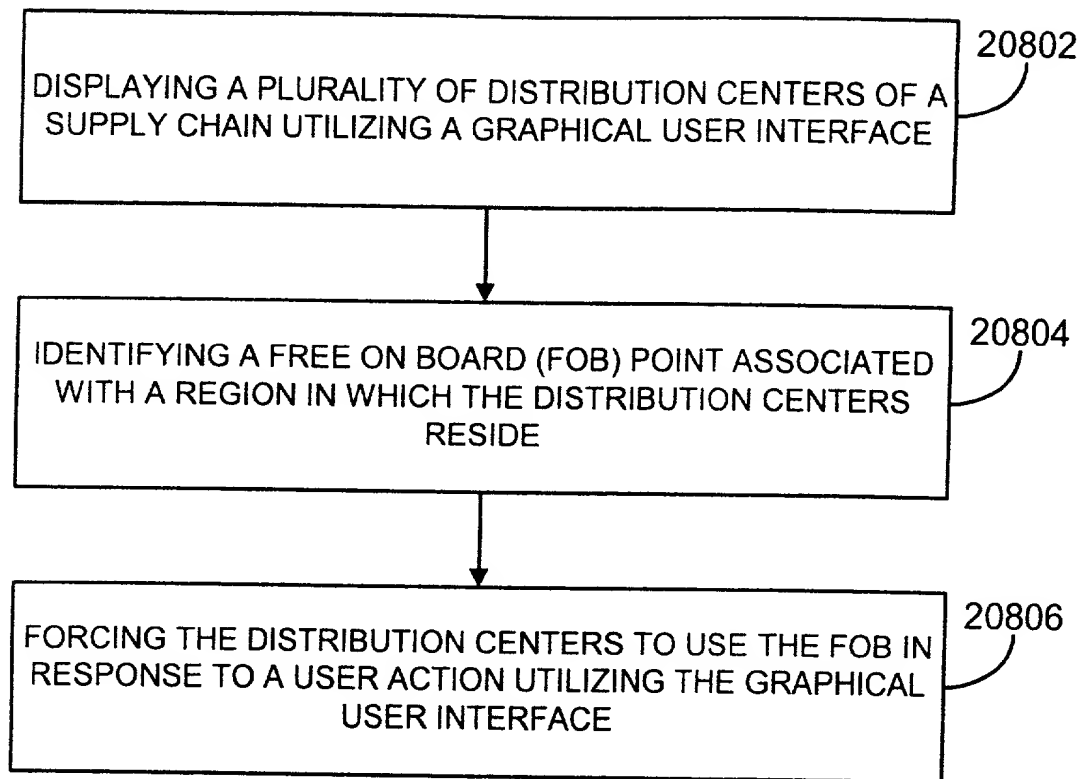 20802
DISPLAYING A PLURALITY OF DISTRIBUTION CENTERS OF A
SUPPLY CHAIN UTILIZING A GRAPHICAL USER INTERFACE
20804
IDENTIFYING A FREE ON BOARD (FOB) POINT ASSOCIATED
WITH A REGION IN WHICH THE DISTRIBUTION CENTERS
RESIDE
20806
FORCING THE DISTRIBUTION CENTERS TO USE THE FOB IN
RESPONSE TO A USER ACTION UTILIZING THE GRAPHICAL
USER INTERFACE